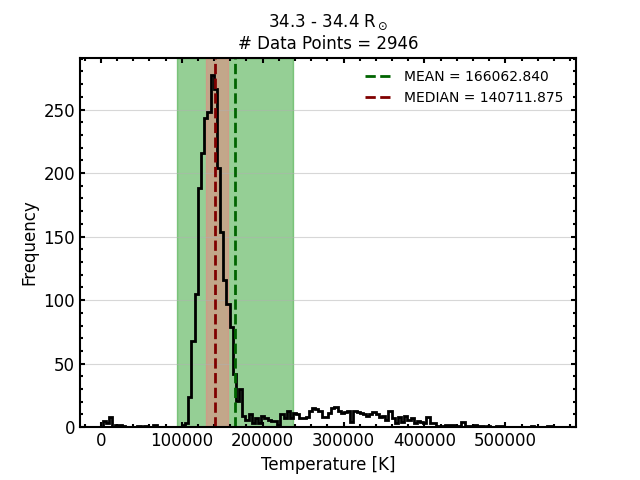 34.3 - 34.4 R⊙
# Data Points = 2946
MEAN = 166062.840
MEDIAN = 140711.875
Frequency
250
200
150
100
50
0
0 100000 200000 300000 400000 500000
Temperature [K]